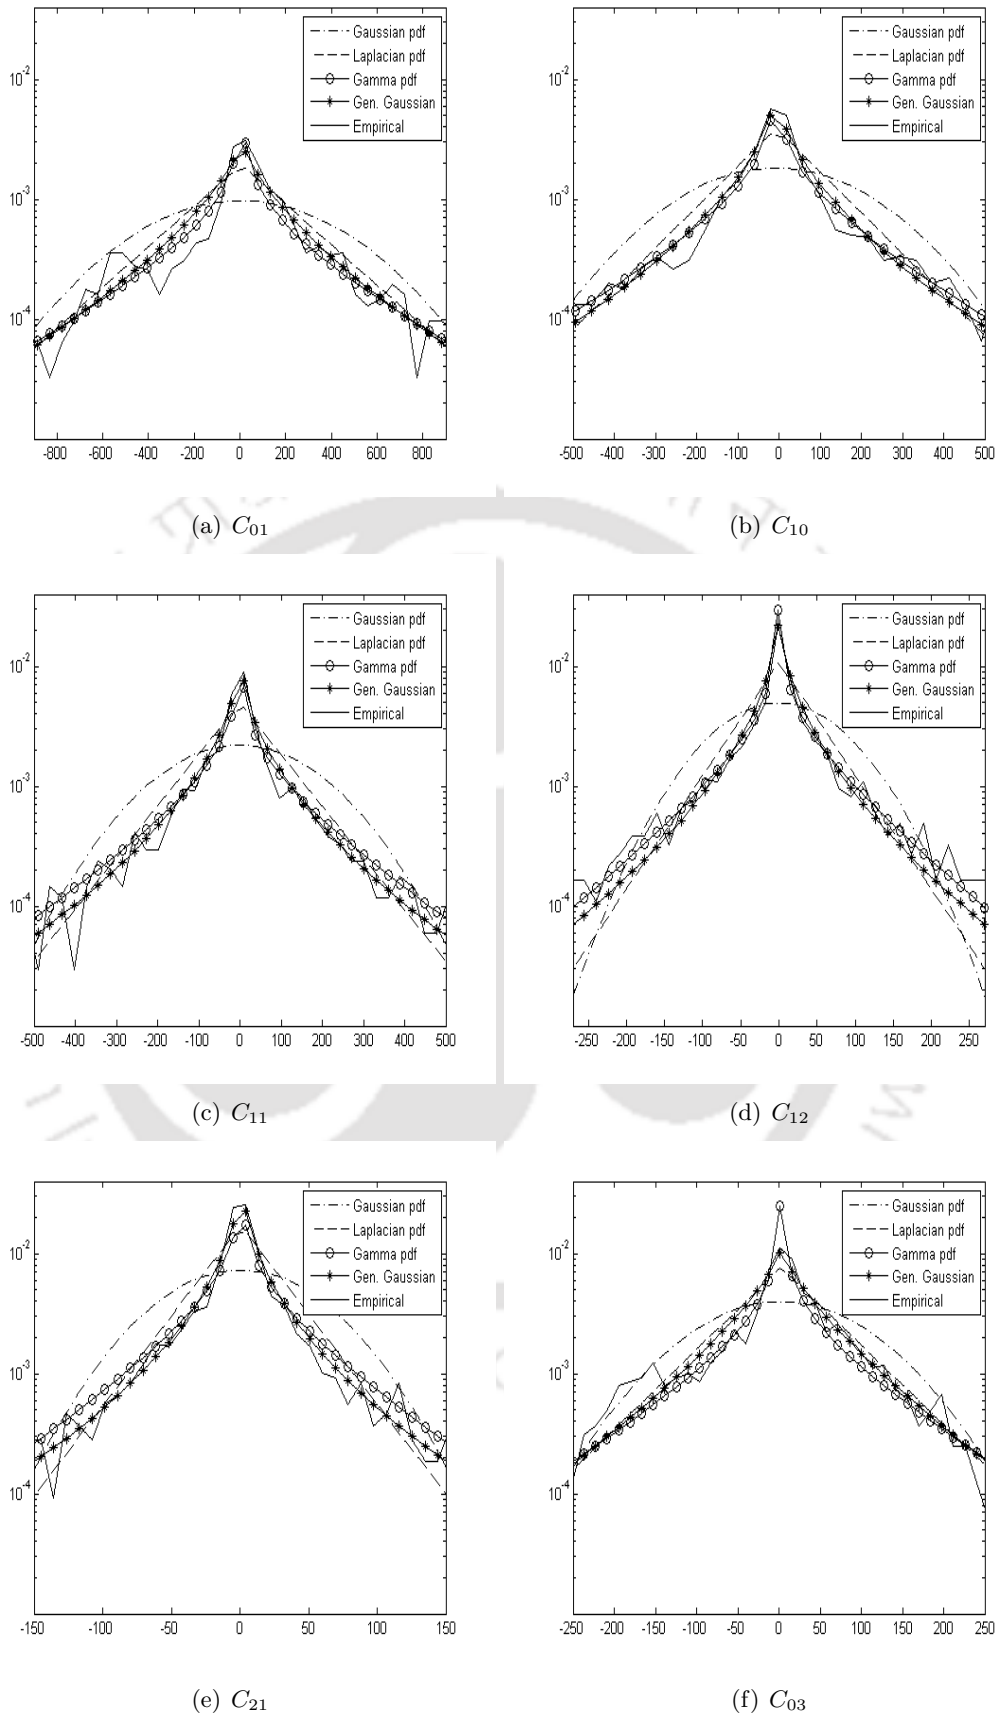 Gaussian pdf
Laplacian pdf
Gamma pdf
Gen. Gaussian
Empirical
10^-2
10^-3
10^-4
-800 -600 -400 -200 0 200 400 600 800
(a) C_01
Gaussian pdf
Laplacian pdf
Gamma pdf
Gen. Gaussian
Empirical
10^-2
10^-3
10^-4
-500 -400 -300 -200 -100 0 100 200 300 400 500
(b) C_10
Gaussian pdf
Laplacian pdf
Gamma pdf
Gen. Gaussian
Empirical
10^-2
10^-3
10^-4
-500 -400 -300 -200 -100 0 100 200 300 400 500
(c) C_11
Gaussian pdf
Laplacian pdf
Gamma pdf
Gen. Gaussian
Empirical
10^-2
10^-3
10^-4
-250 -200 -150 -100 -50 0 50 100 150 200 250
(d) C_12
Gaussian pdf
Laplacian pdf
Gamma pdf
Gen. Gaussian
Empirical
10^-2
10^-3
10^-4
-150 -100 -50 0 50 100 150
(e) C_21
Gaussian pdf
Laplacian pdf
Gamma pdf
Gen. Gaussian
Empirical
10^-2
10^-3
10^-4
-250 -200 -150 -100 -50 0 50 100 150 200 250
(f) C_03